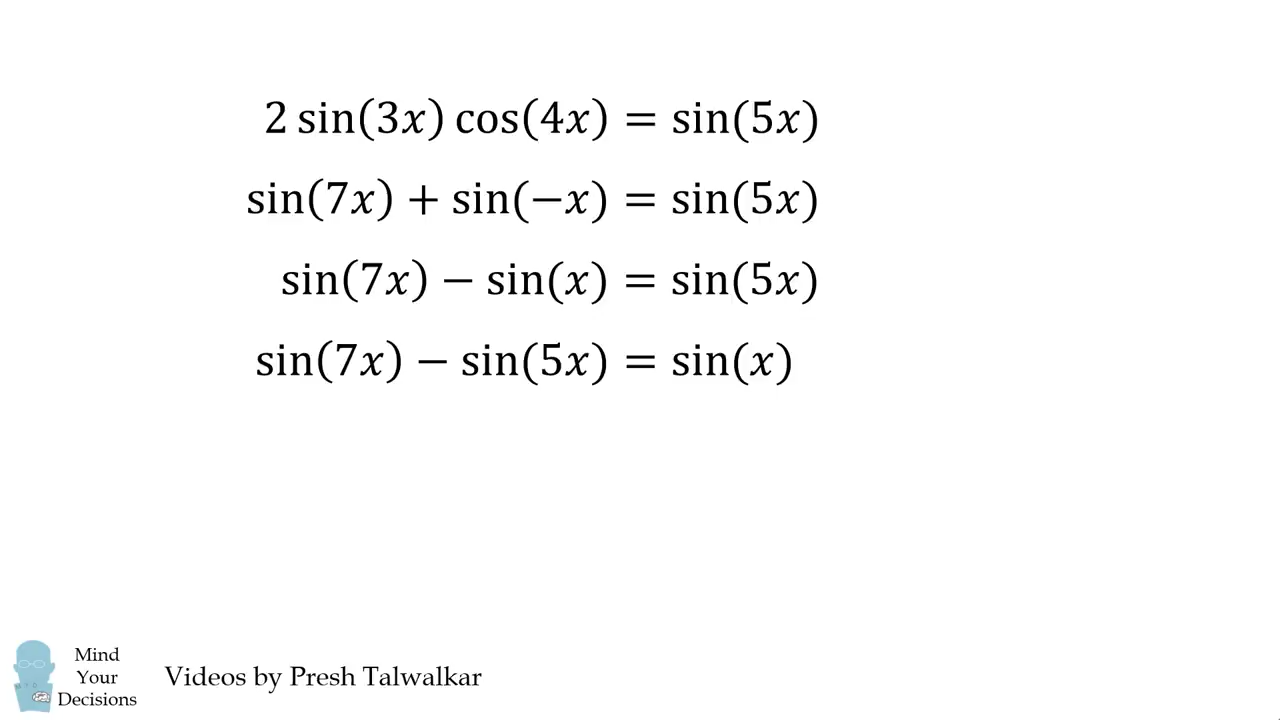 2 sin(3x) cos(4x) = sin(5x)
sin(7x) + sin(−x) = sin(5x)
sin(7x) − sin(x) = sin(5x)
sin(7x) − sin(5x) = sin(x)
Mind
Your
Decisions
Videos by Presh Talwalkar